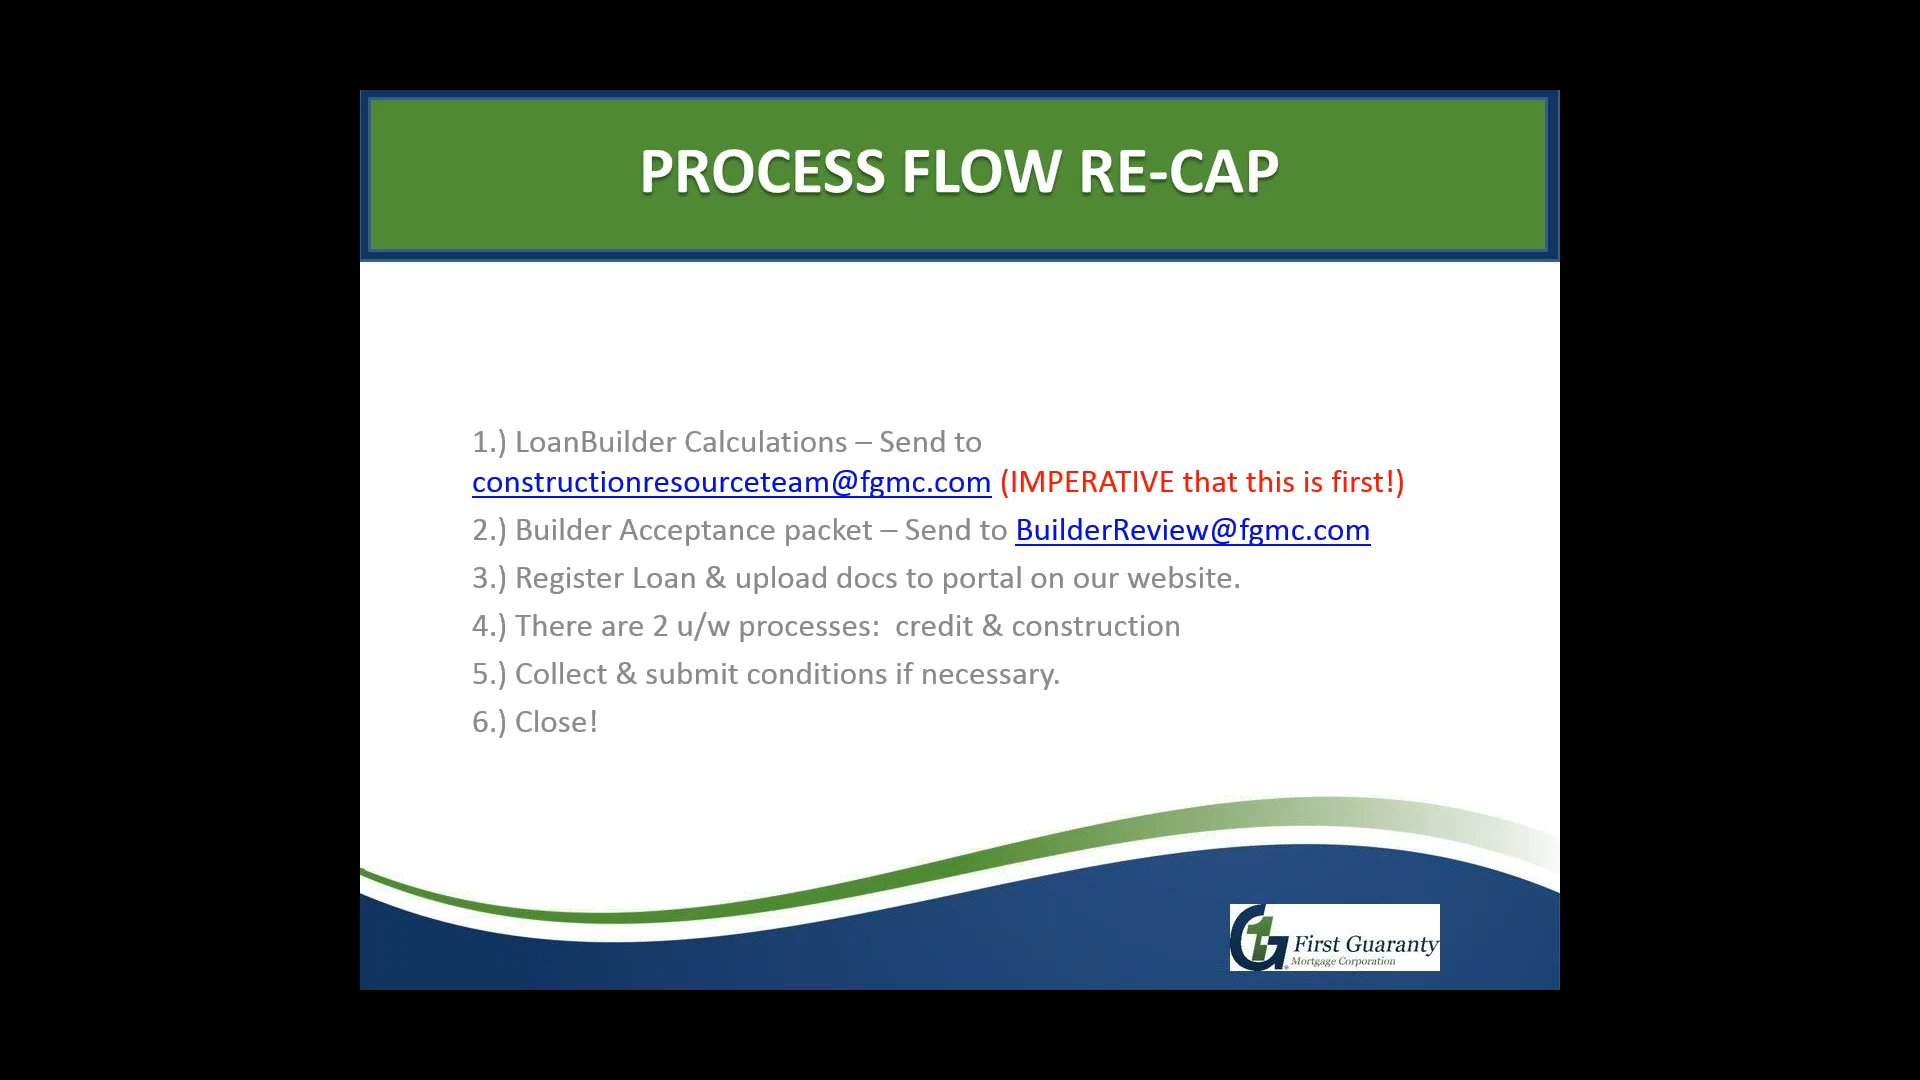 PROCESS FLOW RE-CAP
1.) LoanBuilder Calculations – Send to
constructionresourceteam@fgmc.com (IMPERATIVE that this is first!)
2.) Builder Acceptance packet – Send to BuilderReview@fgmc.com
3.) Register Loan & upload docs to portal on our website.
4.) There are 2 u/w processes:  credit & construction
5.) Collect & submit conditions if necessary.
6.) Close!
First Guaranty
Mortgage Corporation